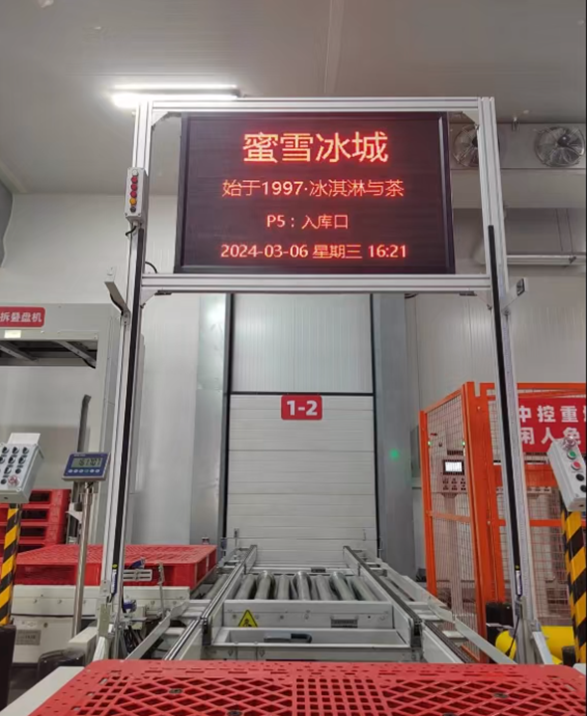 蜜雪冰城
始于1997·冰淇淋与茶
P5：入库口
2024-03-06 星期三 16:21
拆叠盘机
1-2
中控重
闲人免